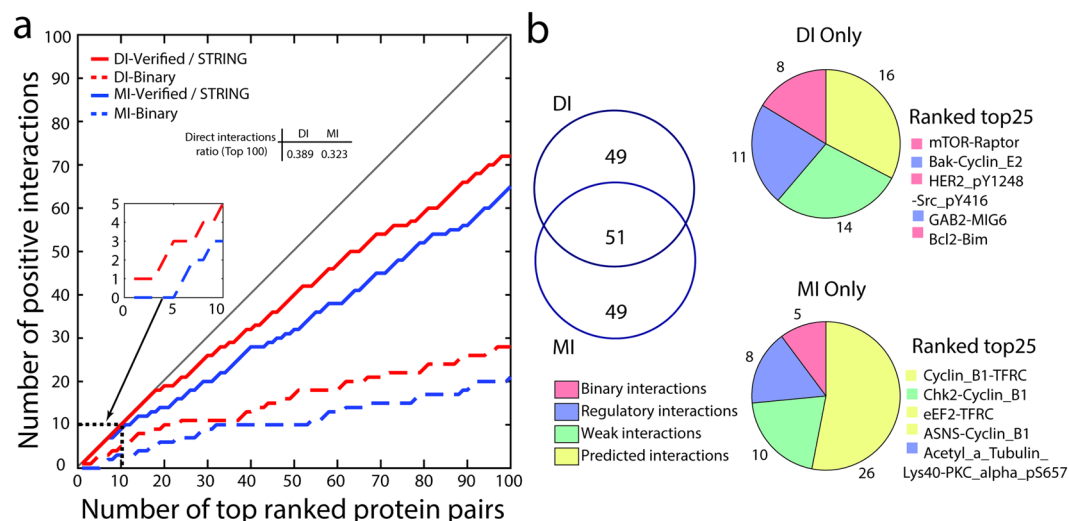 a
Number of positive interactions
100
90
80
70
60
50
40
30
20
10
0
DI-Verified / STRING
DI-Binary
MI-Verified / STRING
MI-Binary
Direct interactions
ratio (Top 100)
DI MI
0.389 0.323
5
4
3
2
1
0
0 5 10
0 10 20 30 40 50 60 70 80 90 100
Number of top ranked protein pairs
b
DI
49
51
49
MI
Binary interactions
Regulatory interactions
Weak interactions
Predicted interactions
DI Only
8
16
11
14
Ranked top25
mTOR-Raptor
Bak-Cyclin_E2
HER2_pY1248
-Src_pY416
GAB2-MIG6
Bcl2-Bim
MI Only
5
8
10
26
Ranked top25
Cyclin_B1-TFRC
Chk2-Cyclin_B1
eEF2-TFRC
ASNS-Cyclin_B1
Acetyl_a_Tubulin_
Lys40-PKC_alpha_pS657